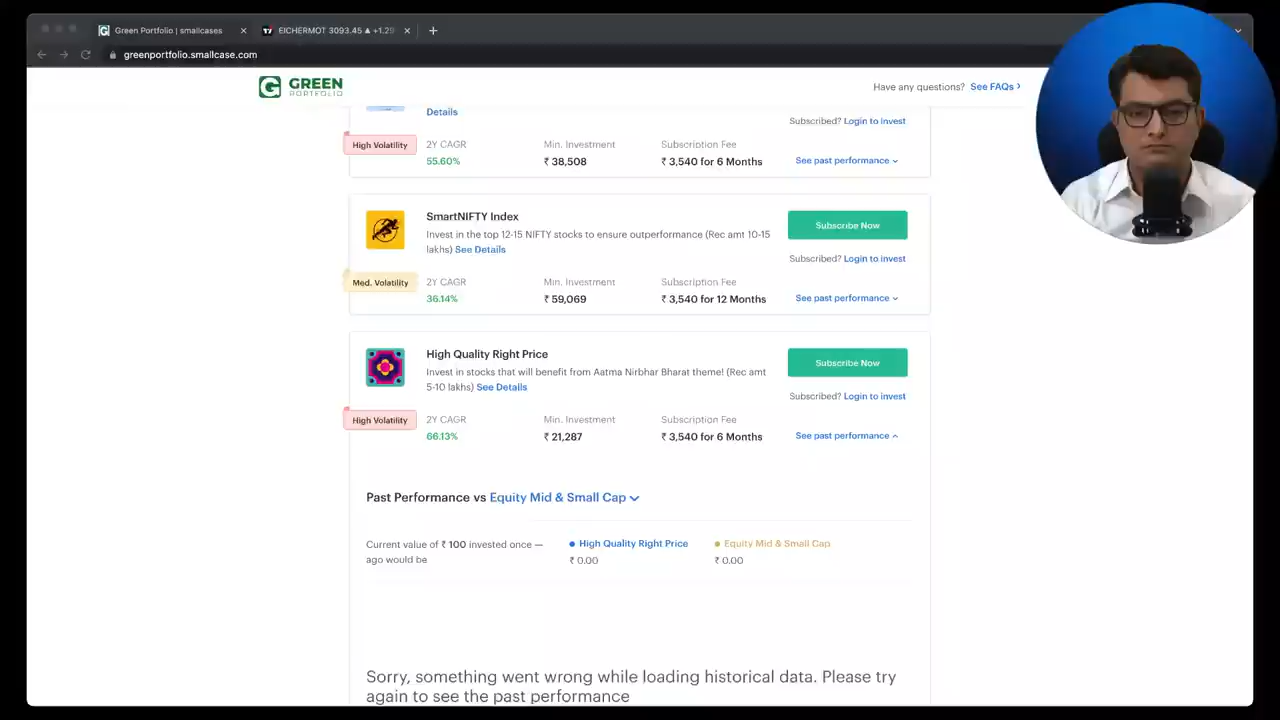 Green Portfolio | smallcases
EICHERMOT 3093.45 ▲ +1.29
greenportfolio.smallcase.com
GREEN
PORTFOLIO
Have any questions? See FAQs
Details
Subscribed? Login to invest
High Volatility
2Y CAGR
Min. Investment
Subscription Fee
55.60%
₹ 38,508
₹ 3,540 for 6 Months
See past performance
SmartNIFTY Index
Invest in the top 12-15 NIFTY stocks to ensure outperformance (Rec amt 10-15
lakhs) See Details
Subscribe Now
Subscribed? Login to invest
Med. Volatility
2Y CAGR
Min. Investment
Subscription Fee
36.14%
₹ 59,069
₹ 3,540 for 12 Months
See past performance
High Quality Right Price
Invest in stocks that will benefit from Aatma Nirbhar Bharat theme! (Rec amt
5-10 lakhs) See Details
Subscribe Now
Subscribed? Login to invest
High Volatility
2Y CAGR
Min. Investment
Subscription Fee
66.13%
₹ 21,287
₹ 3,540 for 6 Months
See past performance
Past Performance vs Equity Mid & Small Cap
Current value of ₹ 100 invested once —
ago would be
High Quality Right Price
₹ 0.00
Equity Mid & Small Cap
₹ 0.00
Sorry, something went wrong while loading historical data. Please try
again to see the past performance